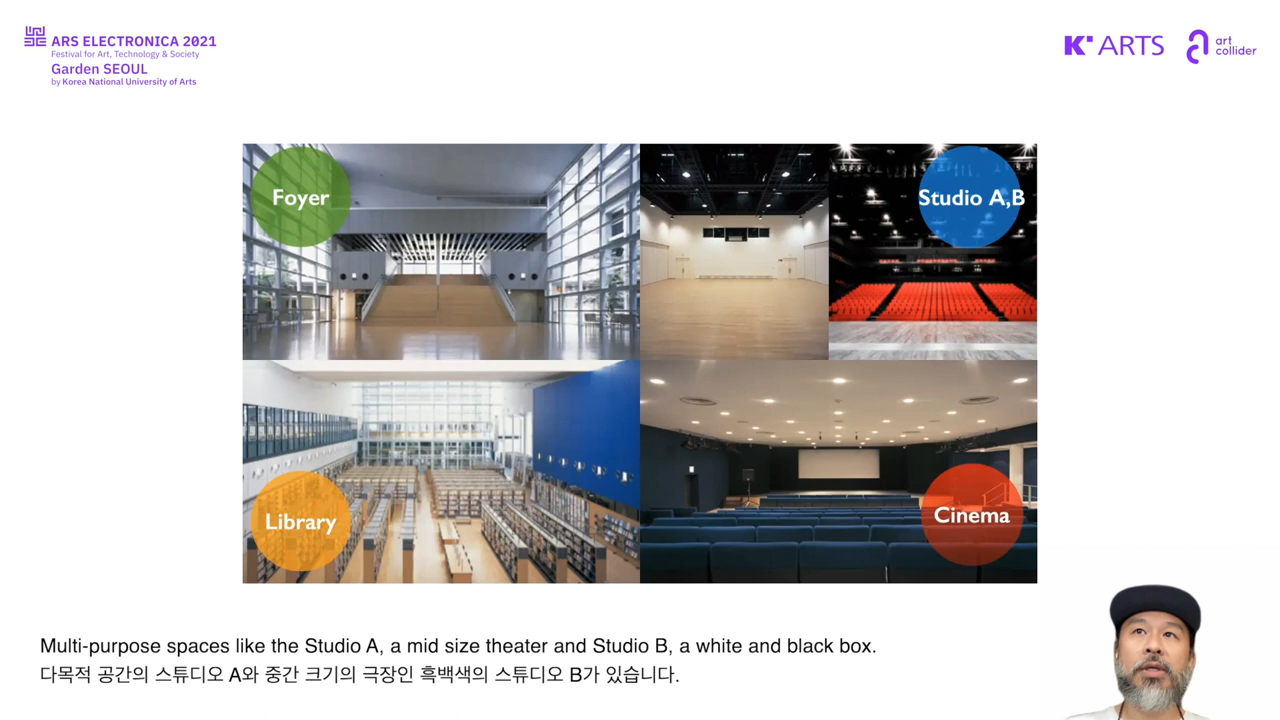 ARS ELECTRONICA 2021
Festival for Art, Technology & Society
Garden SEOUL
by Korea National University of Arts
K'ARTS
art
collider
Foyer
Studio A,B
Library
Cinema
Multi-purpose spaces like the Studio A, a mid size theater and Studio B, a white and black box.
다목적 공간의 스튜디오 A와 중간 크기의 극장인 흑백색의 스튜디오 B가 있습니다.